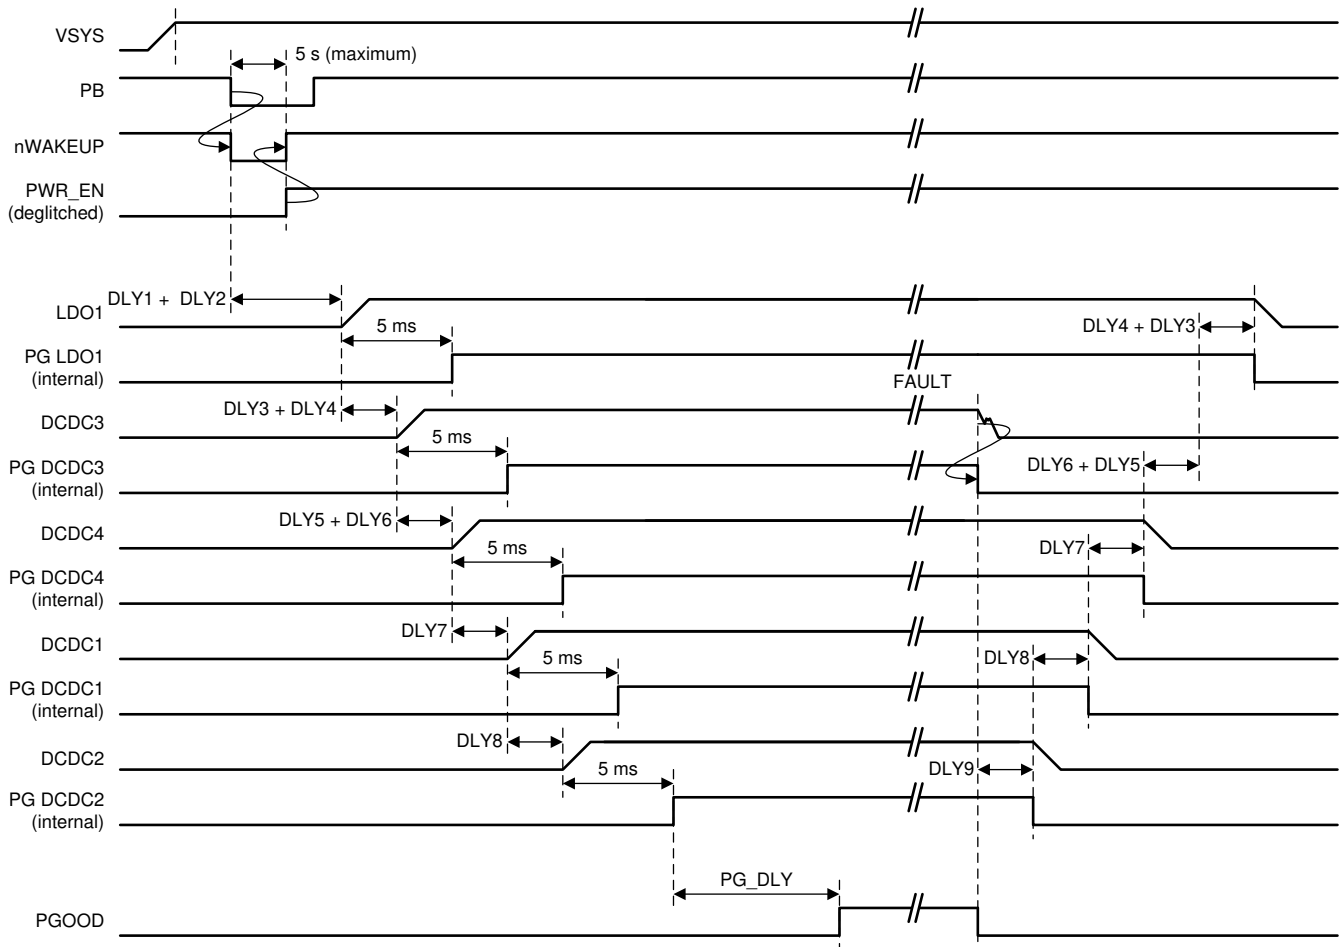 VSYS
5 s (maximum)
PB
nWAKEUP
PWR_EN
(deglitched)
DLY1 + DLY2
LDO1
5 ms
DLY4 + DLY3
PG LDO1
(internal)
FAULT
DLY3 + DLY4
DCDC3
5 ms
PG DCDC3
(internal)
DLY6 + DLY5
DLY5 + DLY6
DCDC4
5 ms
DLY7
PG DCDC4
(internal)
DLY7
DCDC1
5 ms
DLY8
PG DCDC1
(internal)
DLY8
DCDC2
5 ms
DLY9
PG DCDC2
(internal)
PG_DLY
PGOOD